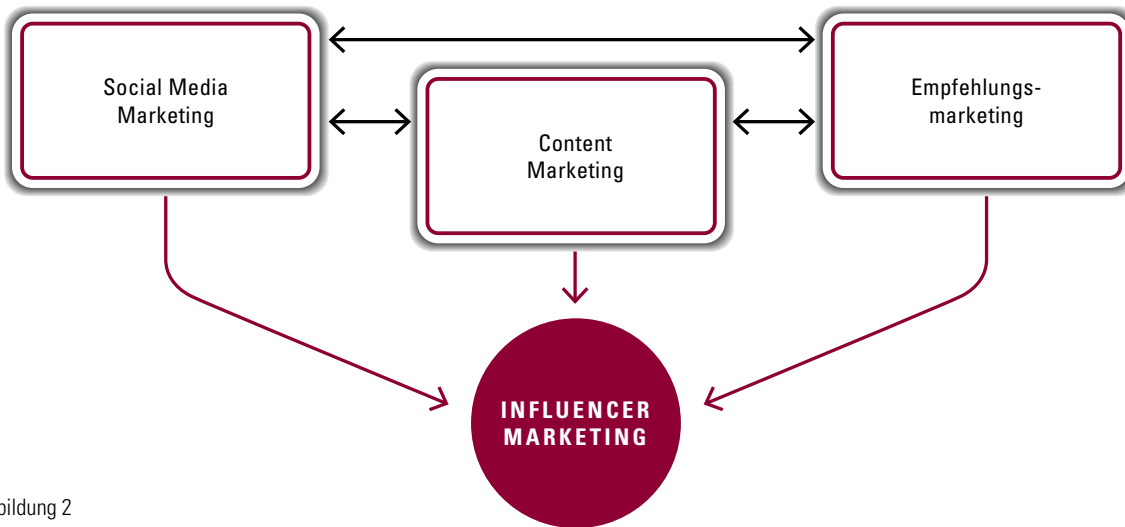 Social Media
Marketing
Content
Marketing
Empfehlungs-
marketing
INFLUENCER
MARKETING
bildung 2